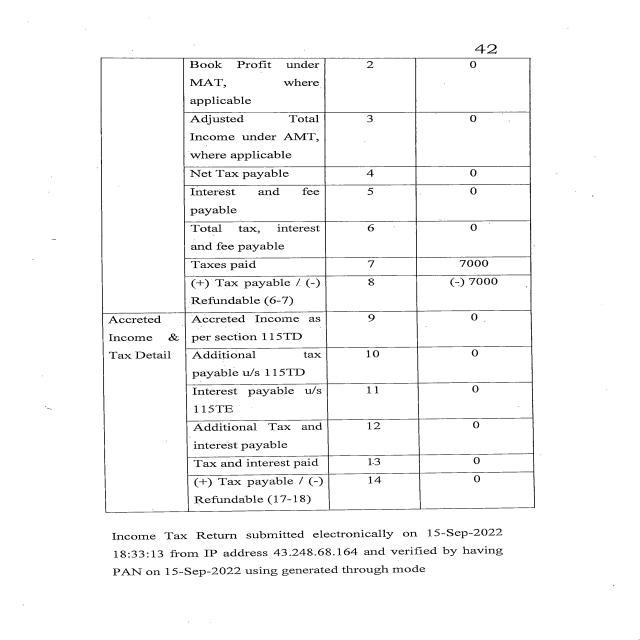 42
Book Profit under 2 0
MAT, where
applicable
Adjusted Total 3 0
Income under AMT,
where applicable
Net Tax payable 4 0
Interest and fee 5 0
payable
Total tax, interest 6 0
and fee payable
Taxes paid 7 7000
(+) Tax payable / (-) 8 (-) 7000
Refundable (6-7)
Accreted Accreted Income as 9 0
Income & per section 115TD
Tax Detail Additional tax 10 0
payable u/s 115TD
Interest payable u/s 11 0
115TE
Additional Tax and 12 0
interest payable
Tax and interest paid 13 0
(+) Tax payable / (-) 14 0
Refundable (17-18)
Income Tax Return submitted electronically on 15-Sep-2022
18:33:13 from IP address 43.248.68.164 and verified by having
PAN on 15-Sep-2022 using generated through mode